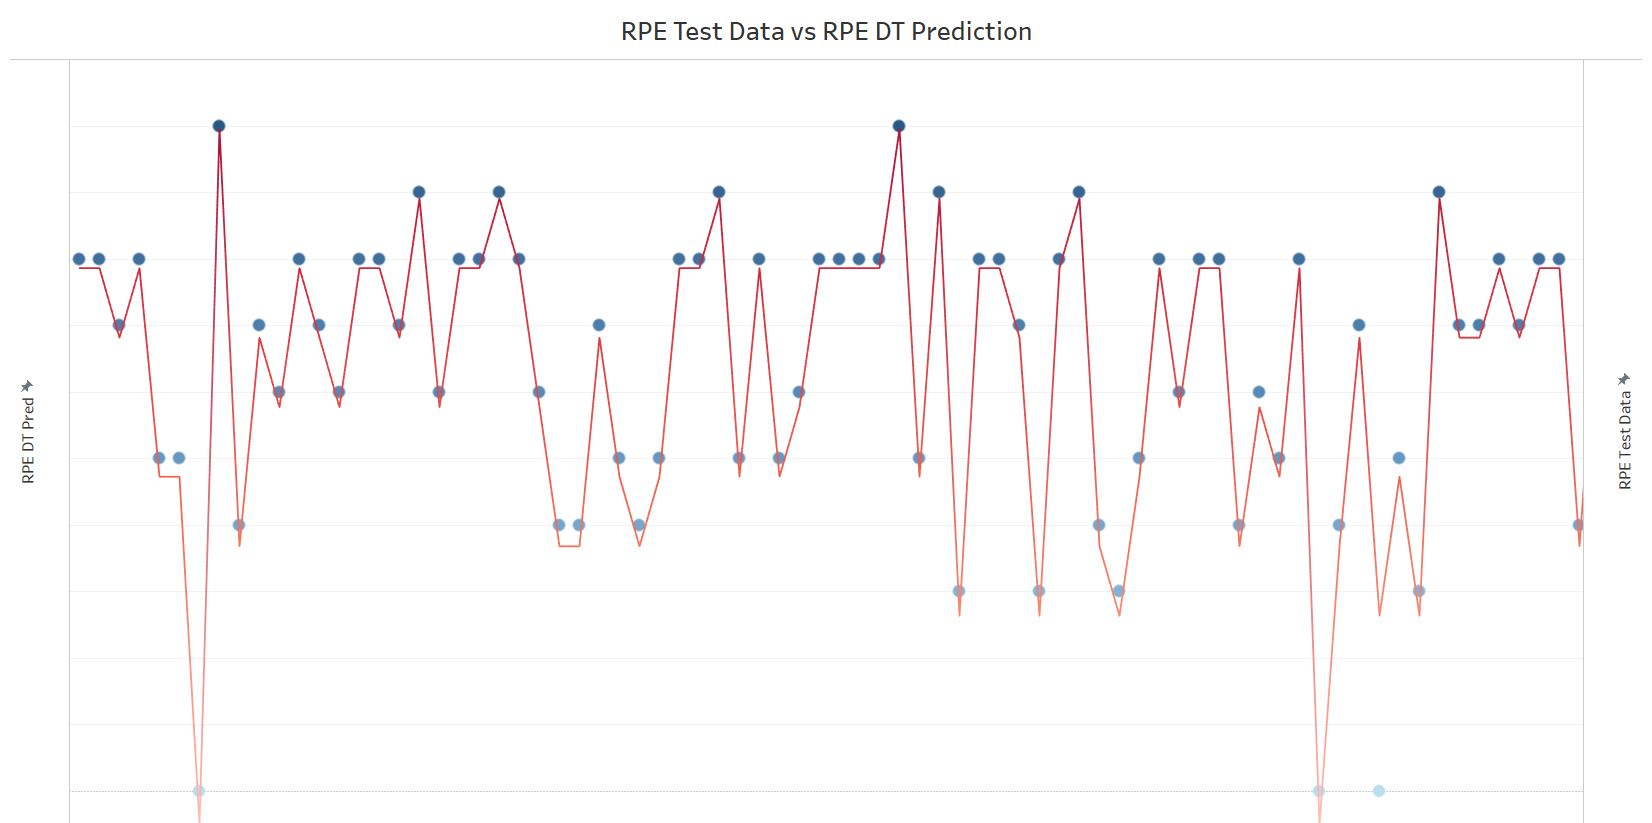 RPE Test Data vs RPE DT Prediction
RPE DT Pred
RPE Test Data